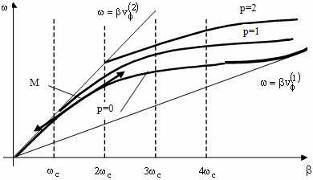 ω
ω = βv_ϕ^(2)
p=2
p=1
M
p=0
ω = βv_ϕ^(1)
ω_c
2ω_c
3ω_c
4ω_c
β